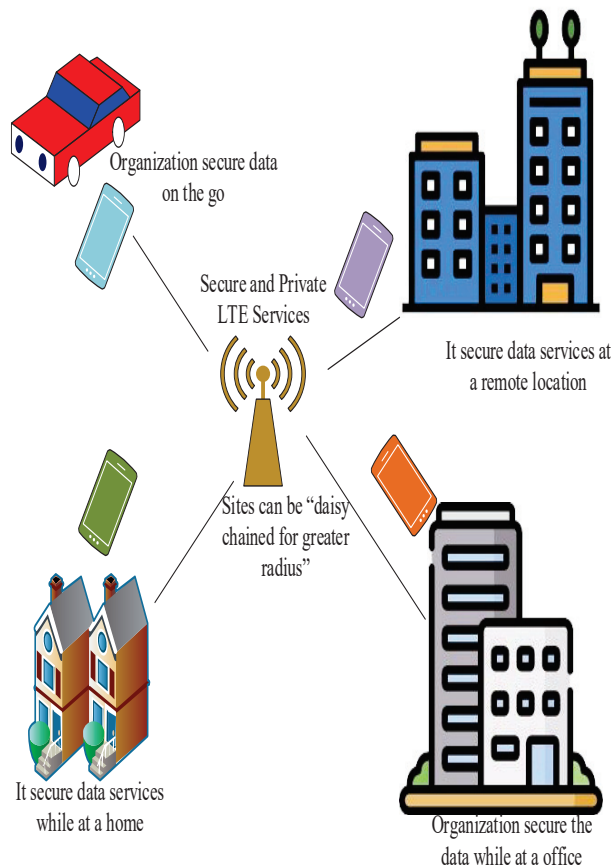 Organization secure data
on the go
Secure and Private
LTE Services
It secure data services at
a remote location
Sites can be “daisy
chained for greater
radius”
It secure data services
while at a home
Organization secure the
data while at a office